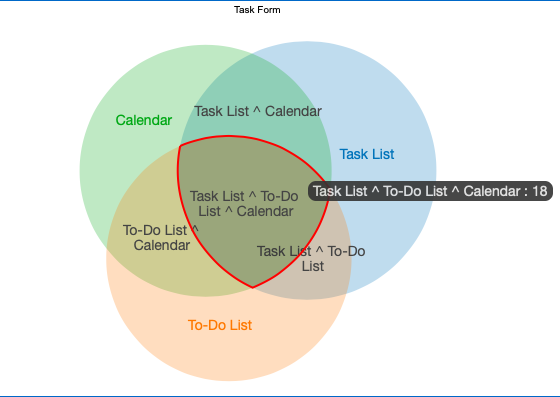 Task Form
Task List ^ Calendar
Calendar
Task List
Task List ^ To-Do List ^ Calendar : 18
Task List ^ To-Do
List ^ Calendar
To-Do List ^
Calendar
Task List ^ To-Do
List
To-Do List